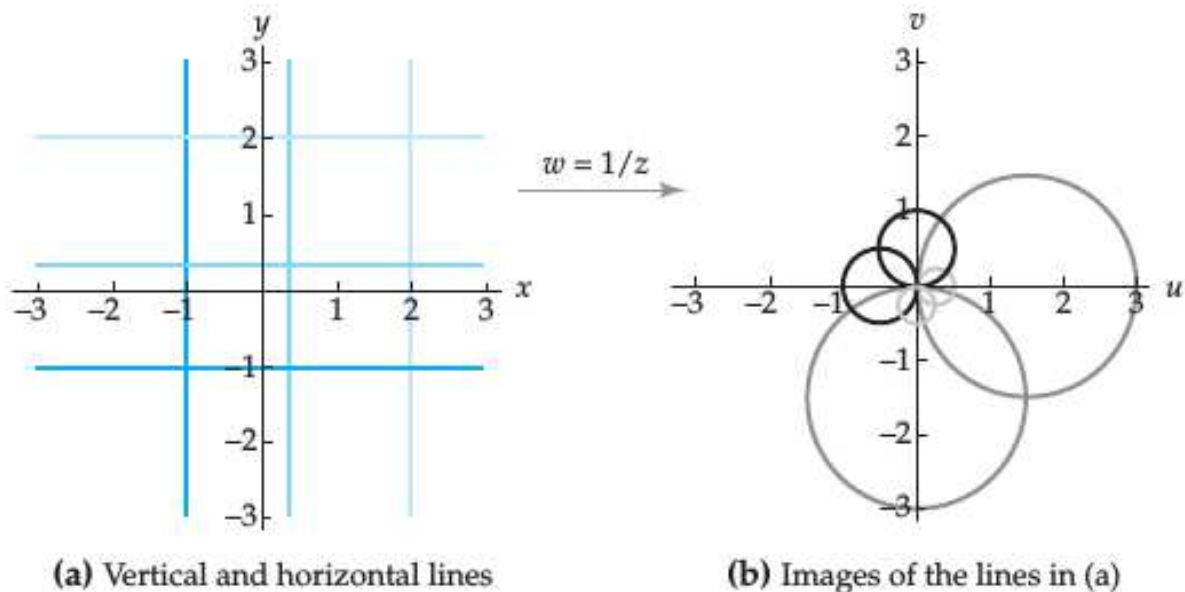 y
3
2
1
–3 –2 –1 1 2 3 x
–1
–2
–3
w = 1/z
v
3
2
1
–3 –2 –1 1 2 3 u
–1
–2
–3
(a) Vertical and horizontal lines
(b) Images of the lines in (a)